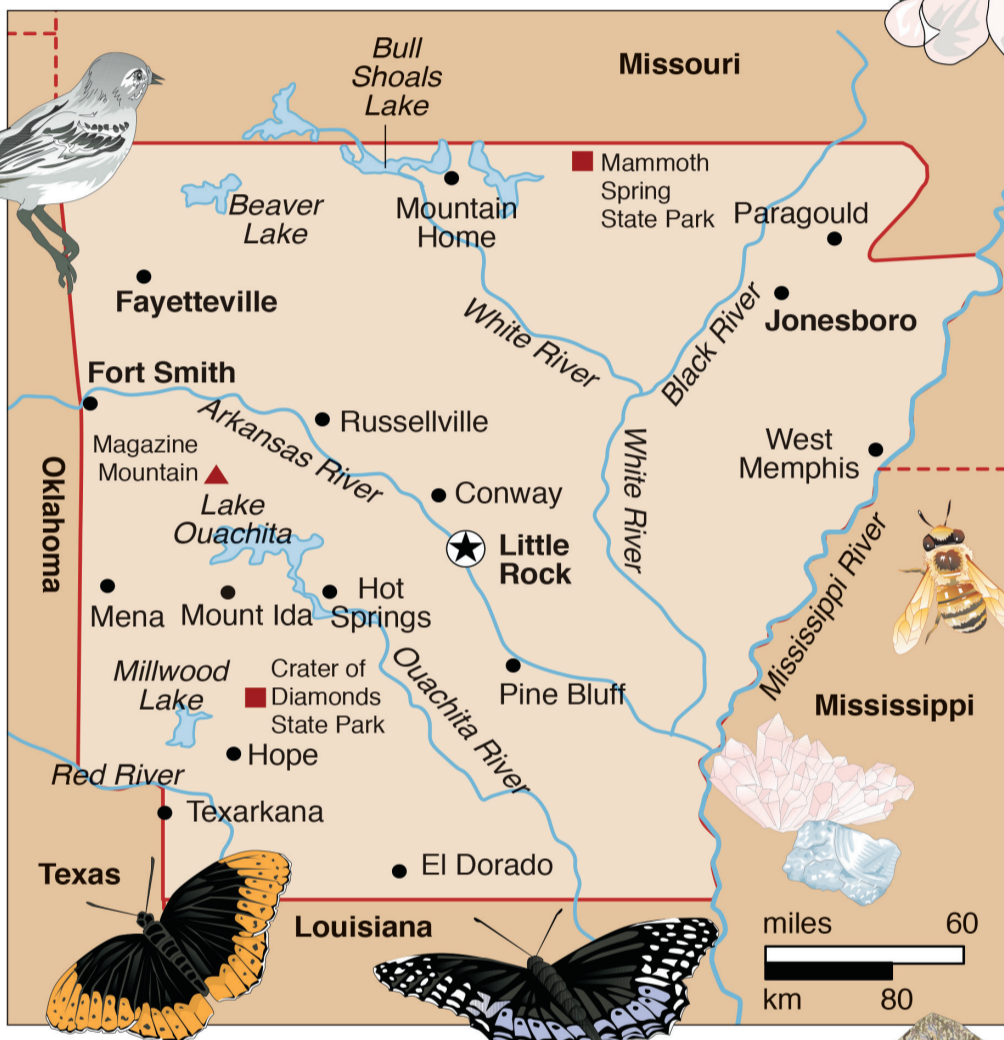 Bull
Shoals
Lake
Missouri
Mammoth
Spring
State Park
Beaver
Lake
Mountain
Home
Paragould
Fayetteville
White River
Black River
Jonesboro
Fort Smith
Arkansas River
Russellville
Magazine
Mountain
West
Memphis
Oklahoma
Lake
Ouachita
Conway
White River
Little
Rock
Mississippi River
Mena
Mount Ida
Hot
Springs
Millwood
Lake
Crater of
Diamonds
State Park
Ouachita River
Pine Bluff
Mississippi
Hope
Red River
Texarkana
Texas
El Dorado
Louisiana
miles 60
km 80